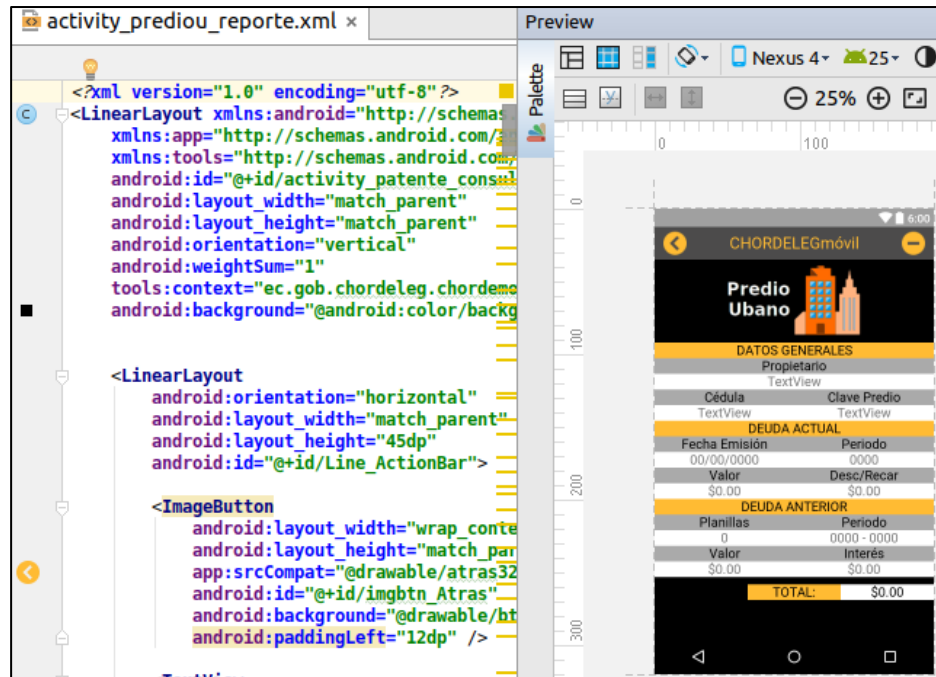 activity_prediou_reporte.xml ×
<?xml version="1.0" encoding="utf-8"?>
<LinearLayout xmlns:android="http://schemas.
xmlns:app="http://schemas.android.com/
xmlns:tools="http://schemas.android.com/
android:id="@+id/activity_patente_consul
android:layout_width="match_parent"
android:layout_height="match_parent"
android:orientation="vertical"
android:weightSum="1"
tools:context="ec.gob.chordeleg.chordemo
android:background="@android:color/backg
<LinearLayout
android:orientation="horizontal"
android:layout_width="match_parent"
android:layout_height="45dp"
android:id="@+id/Line_ActionBar">
<ImageButton
android:layout_width="wrap_conte
android:layout_height="match_par
app:srcCompat="@drawable/atras32
android:id="@+id/imgbtn_Atras"
android:background="@drawable/bt
android:paddingLeft="12dp" />
Preview
Palette
Nexus 4 25
25%
0 100
0
100
200
300
6:00
CHORDELEGmóvil
Predio
Ubano
DATOS GENERALES
Propietario
TextView
Cédula Clave Predio
TextView TextView
DEUDA ACTUAL
Fecha Emisión Periodo
00/00/0000 0000
Valor Desc/Recar
$0.00 $0.00
DEUDA ANTERIOR
Planillas Periodo
0 0000 - 0000
Valor Interés
$0.00 $0.00
TOTAL: $0.00